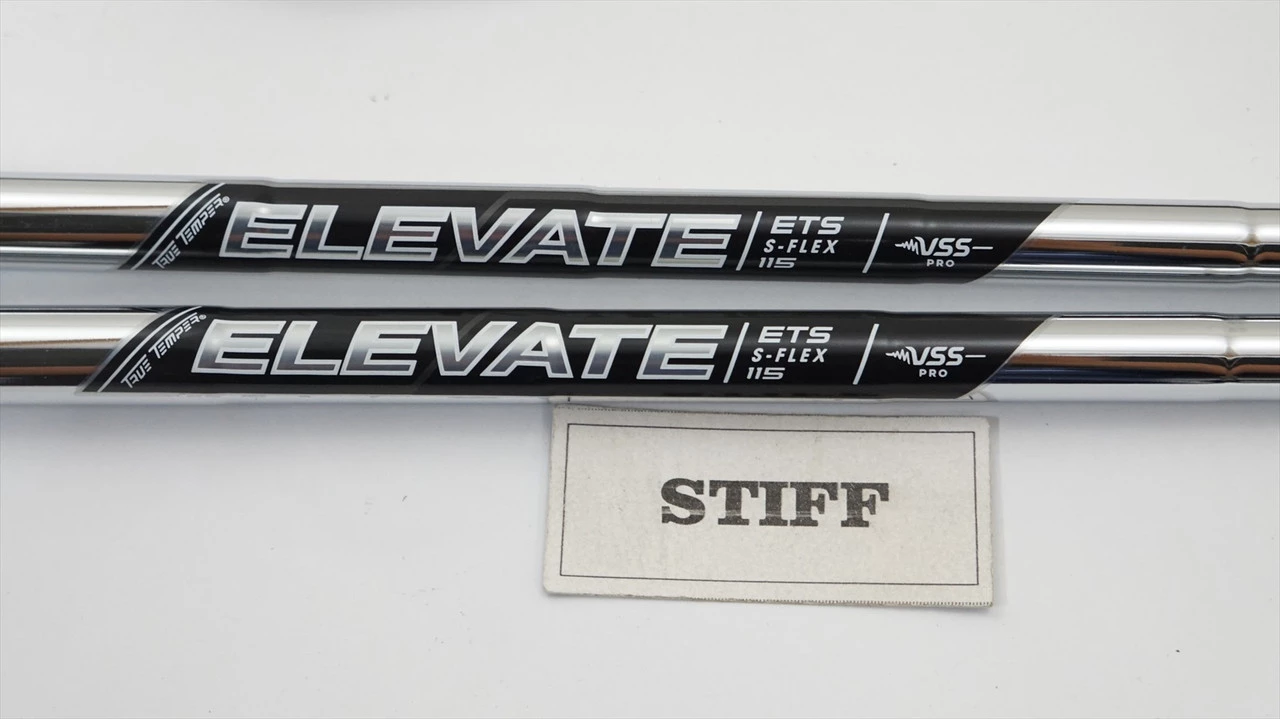 TRUE TEMPER®
ELEVATE
ETS
S-FLEX
115
VSS
PRO
TRUE TEMPER®
ELEVATE
ETS
S-FLEX
115
VSS
PRO
STIFF